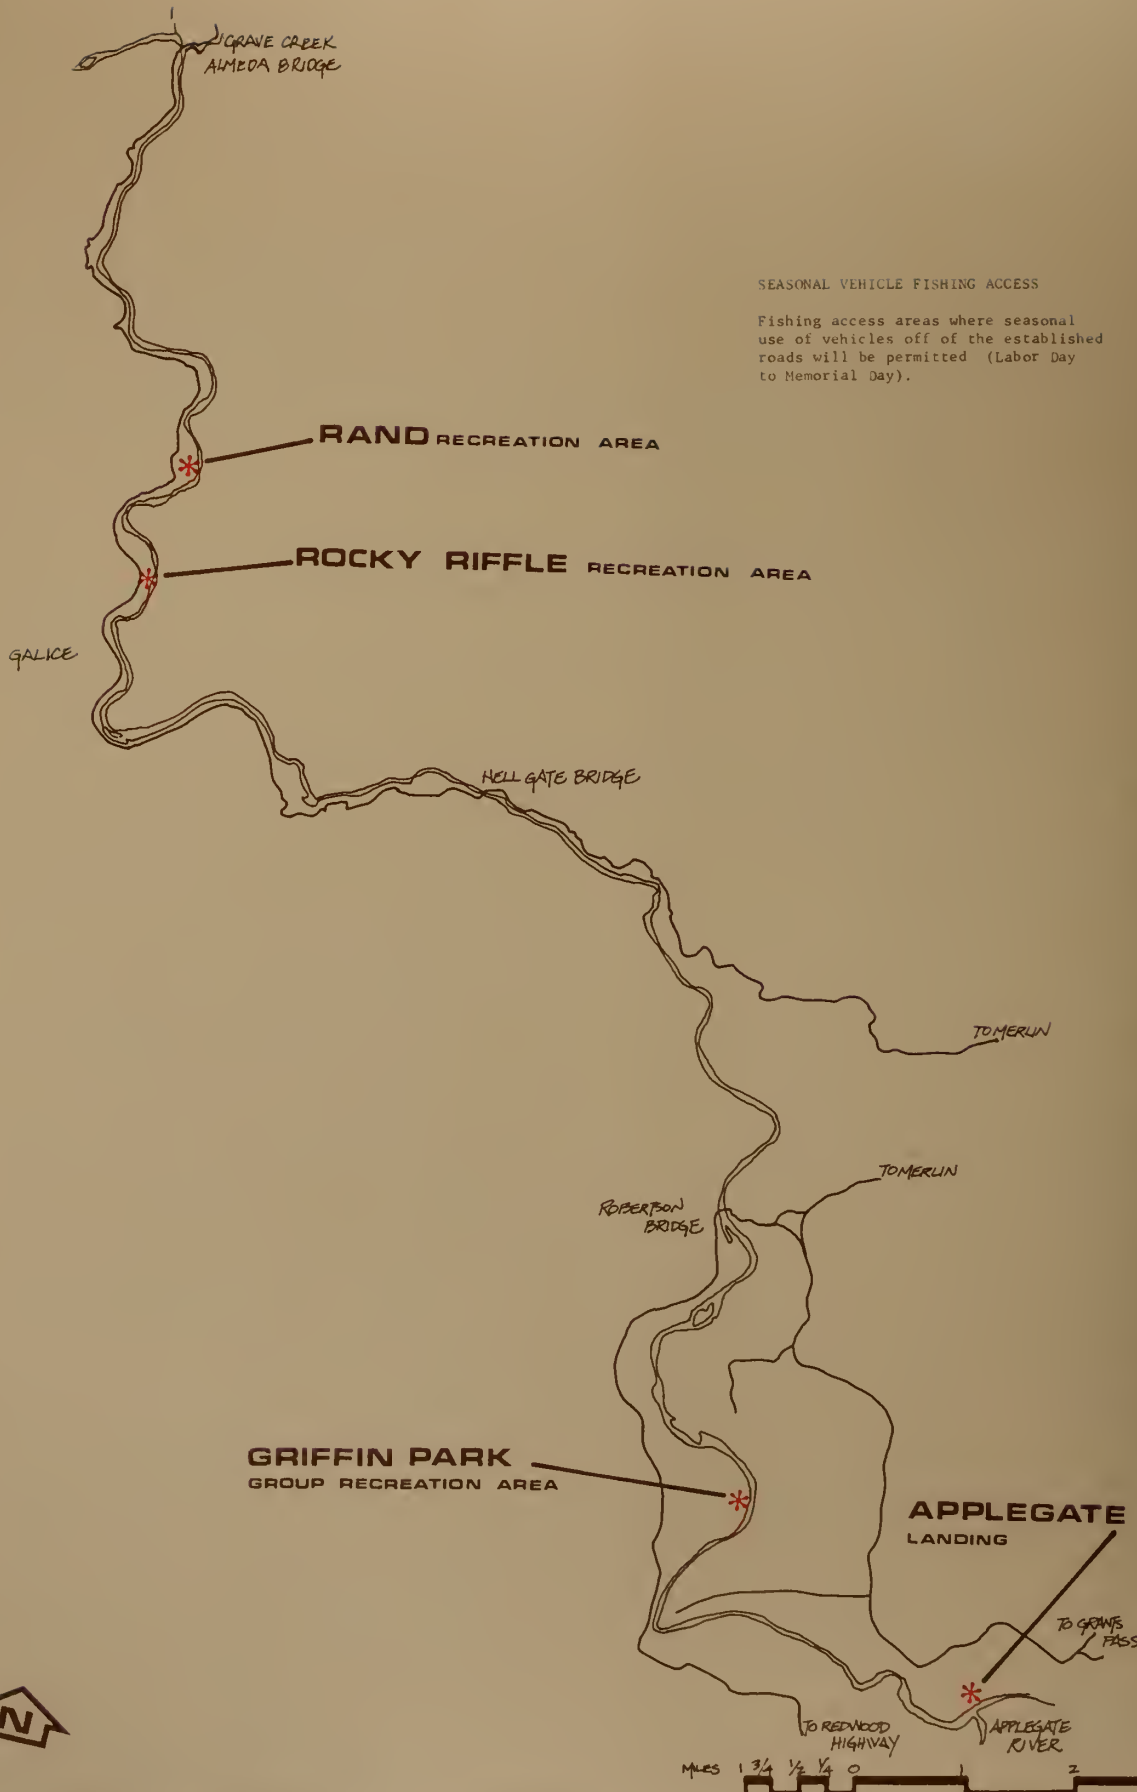 GRAVE CREEK
ALMEDA BRIDGE
SEASONAL VEHICLE FISHING ACCESS
Fishing access areas where seasonal
use of vehicles off of the established
roads will be permitted (Labor Day
to Memorial Day).
RAND RECREATION AREA
ROCKY RIFFLE RECREATION AREA
GALICE
HELL GATE BRIDGE
TO MERLIN
TO MERLIN
ROBERTSON
BRIDGE
GRIFFIN PARK
GROUP RECREATION AREA
APPLEGATE
LANDING
TO GRANTS
PASS
TO REDWOOD
HIGHWAY
APPLEGATE
RIVER
N
MILES 1 3/4 1/2 1/4 0 1 2